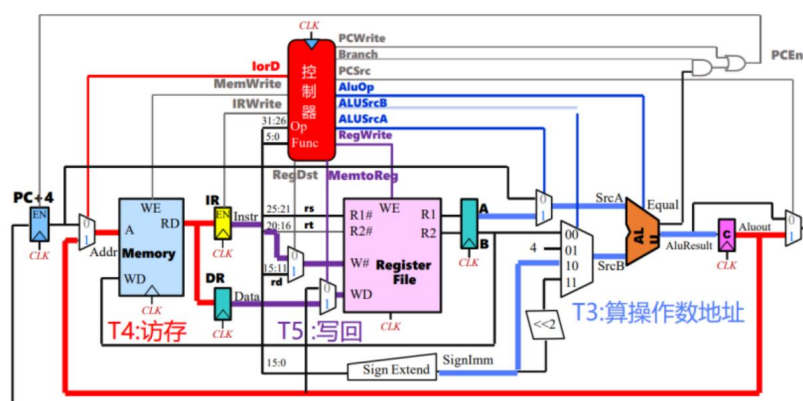 CLK
PCWrite
Branch
PCSrc
PCEn
IorD
MemWrite
IRWrite
控制器
AluOp
ALUSrcB
ALUSrcA
RegWrite
31:26
Op
5:0
Func
RegDst
MemtoReg
PC+4
EN
CLK
0
1
Addr
A
WE
RD
Memory
WD
CLK
IR
EN
Instr
CLK
DR
Data
CLK
25:21
rs
20:16
rt
15:11
rd
0
1
0
1
R1#
WE
R1
R2#
R2
W#
Register
File
WD
CLK
A
B
CLK
0
1
SrcA
4
00
01
10
11
SrcB
<<2
Equal
ALU
AluResult
C
CLK
Aluout
0
1
T4:访存
T5:写回
T3:算操作数地址
15:0
Sign Extend
SignImm